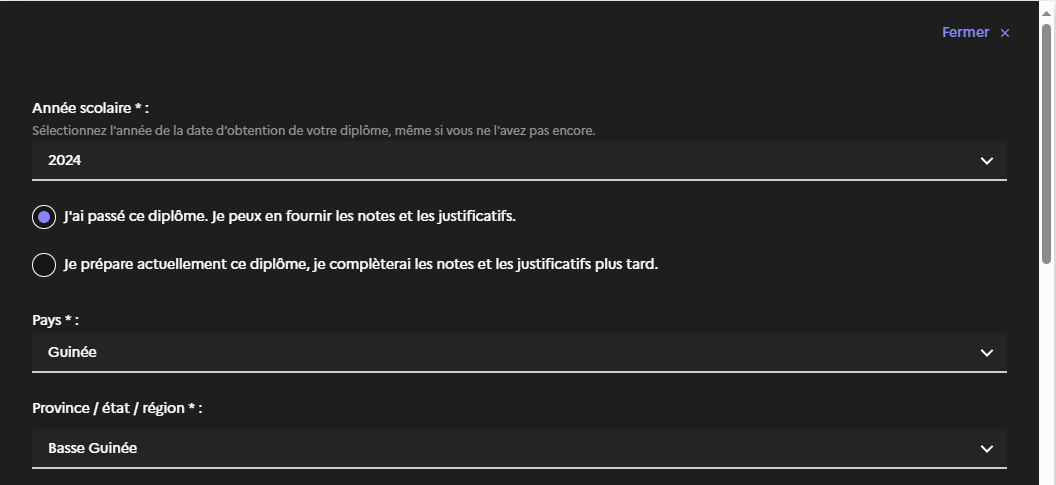 Fermer ×
Année scolaire * :
Sélectionnez l'année de la date d'obtention de votre diplôme, même si vous ne l'avez pas encore.
2024
J'ai passé ce diplôme. Je peux en fournir les notes et les justificatifs.
Je prépare actuellement ce diplôme, je complèterai les notes et les justificatifs plus tard.
Pays * :
Guinée
Province / état / région * :
Basse Guinée